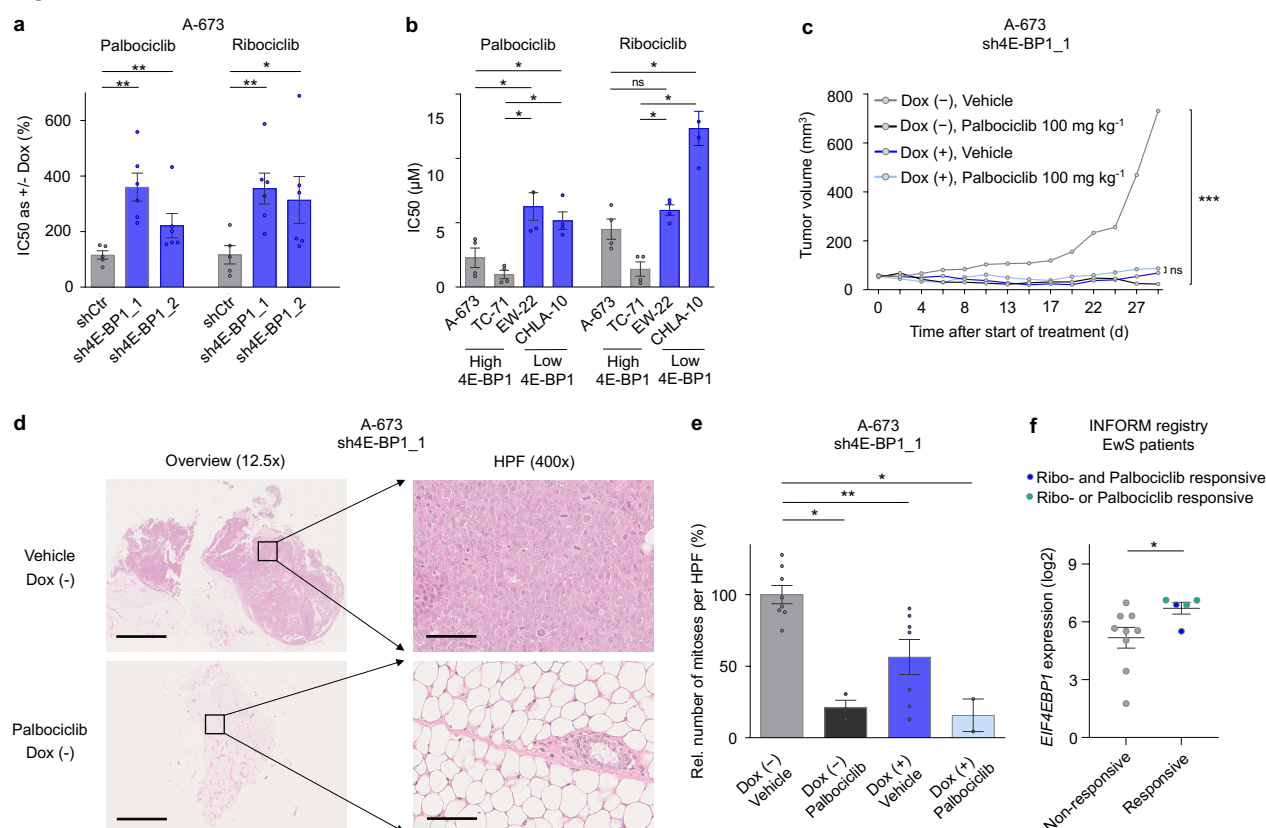 a
A-673
Palbociclib
Ribociclib
**
**
*
**
IC50 as +/- Dox (%)
600
400
200
0
shCtr
sh4E-BP1_1
sh4E-BP1_2
shCtr
sh4E-BP1_1
sh4E-BP1_2
b
Palbociclib
Ribociclib
*
*
*
*
*
ns
*
*
IC50 (µM)
15
10
5
0
A-673
TC-71
EW-22
CHLA-10
A-673
TC-71
EW-22
CHLA-10
High
4E-BP1
Low
4E-BP1
High
4E-BP1
Low
4E-BP1
c
A-673
sh4E-BP1_1
Tumor volume (mm³)
800
600
400
200
0
Dox (−), Vehicle
Dox (−), Palbociclib 100 mg kg⁻¹
Dox (+), Vehicle
Dox (+), Palbociclib 100 mg kg⁻¹
***
ns
0 4 8 13 17 22 27
Time after start of treatment (d)
d
A-673
sh4E-BP1_1
Overview (12.5x)
HPF (400x)
Vehicle
Dox (-)
Palbociclib
Dox (-)
e
A-673
sh4E-BP1_1
*
**
*
Rel. number of mitoses per HPF (%)
100
50
0
Dox (−)
Vehicle
Dox (−)
Palbociclib
Dox (+)
Vehicle
Dox (+)
Palbociclib
f
INFORM registry
EwS patients
Ribo- and Palbociclib responsive
Ribo- or Palbociclib responsive
*
EIF4EBP1 expression (log2)
9
6
3
0
Non-responsive
Responsive